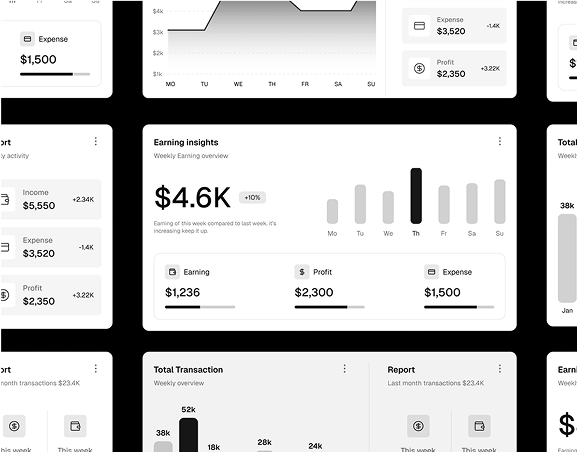 Expense
$1,500
$4k
$3k
$2k
$1k
MO TU WE TH FR SA SU
Expense
$3,520
-1.4K
Profit
$2,350
+3.22K
ort
y activity
Income
$5,550
+2.34K
Expense
$3,520
-1.4K
Profit
$2,350
+3.22K
Earning insights
Weekly Earning overview
$4.6K
+10%
Earning of this week compared to last week. it's
increasing keep it up.
Mo Tu We Th Fr Sa Su
Earning
$1,236
Profit
$2,300
Expense
$1,500
Total
Weekl
38k
Jan
ort
month transactions $23.4K
This week
This week
Total Transaction
Weekly overview
38k
52k
18k
28k
24k
Report
Last month transactions $23.4K
This week
This week
Earni
Weekl
$